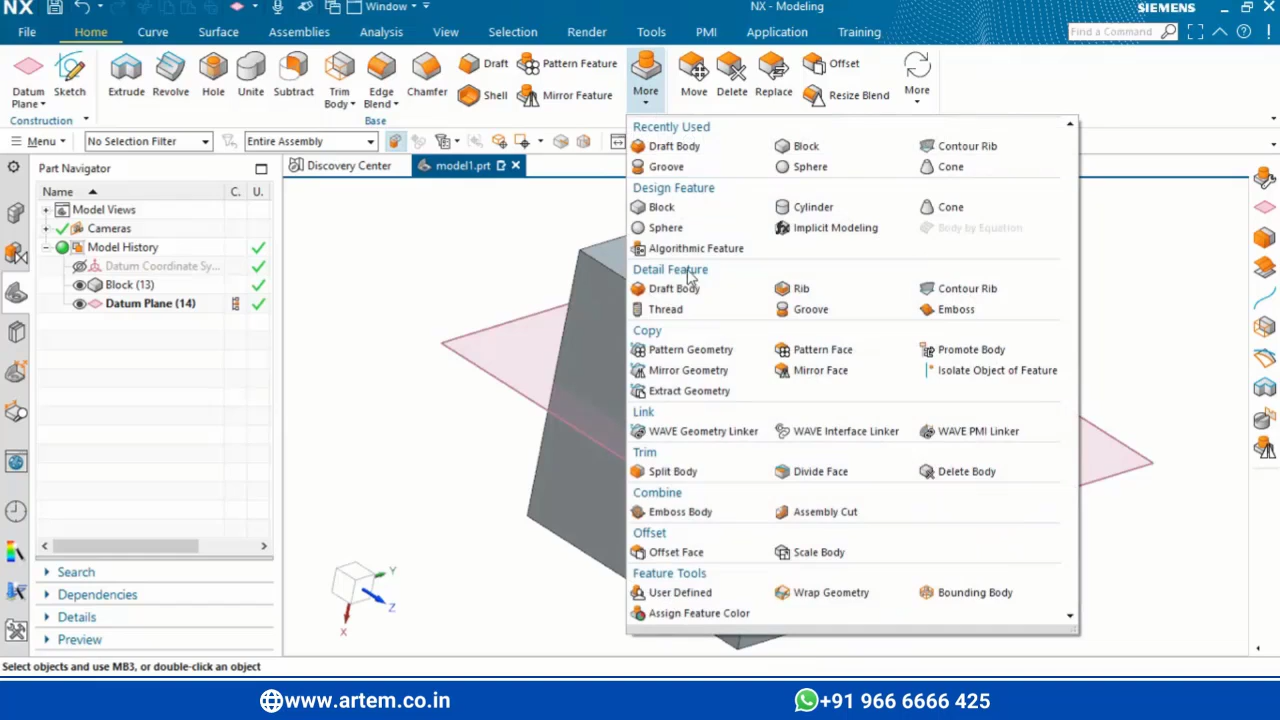 NX
Window
NX - Modeling
SIEMENS
File Home Curve Surface Assemblies Analysis View Selection Render Tools PMI Application Training
Find a Command
Datum Plane
Sketch
Extrude
Revolve
Hole
Unite
Subtract
Trim Body
Edge Blend
Chamfer
Draft
Shell
Pattern Feature
Mirror Feature
More
Move
Delete
Replace
Offset
Resize Blend
More
Construction
Base
Menu
No Selection Filter
Entire Assembly
Part Navigator
Discovery Center
model1.prt
Name C. U.
Model Views
Cameras
Model History
Datum Coordinate Sy...
Block (13)
Datum Plane (14)
Search
Dependencies
Details
Preview
Recently Used
Draft Body Block Contour Rib
Groove Sphere Cone
Design Feature
Block Cylinder Cone
Sphere Implicit Modeling Body by Equation
Algorithmic Feature
Detail Feature
Draft Body Rib Contour Rib
Thread Groove Emboss
Copy
Pattern Geometry Pattern Face Promote Body
Mirror Geometry Mirror Face Isolate Object of Feature
Extract Geometry
Link
WAVE Geometry Linker WAVE Interface Linker WAVE PMI Linker
Trim
Split Body Divide Face Delete Body
Combine
Emboss Body Assembly Cut
Offset
Offset Face Scale Body
Feature Tools
User Defined Wrap Geometry Bounding Body
Assign Feature Color
Y
Z
X
Select objects and use MB3, or double-click an object
www.artem.co.in
+91 966 6666 425